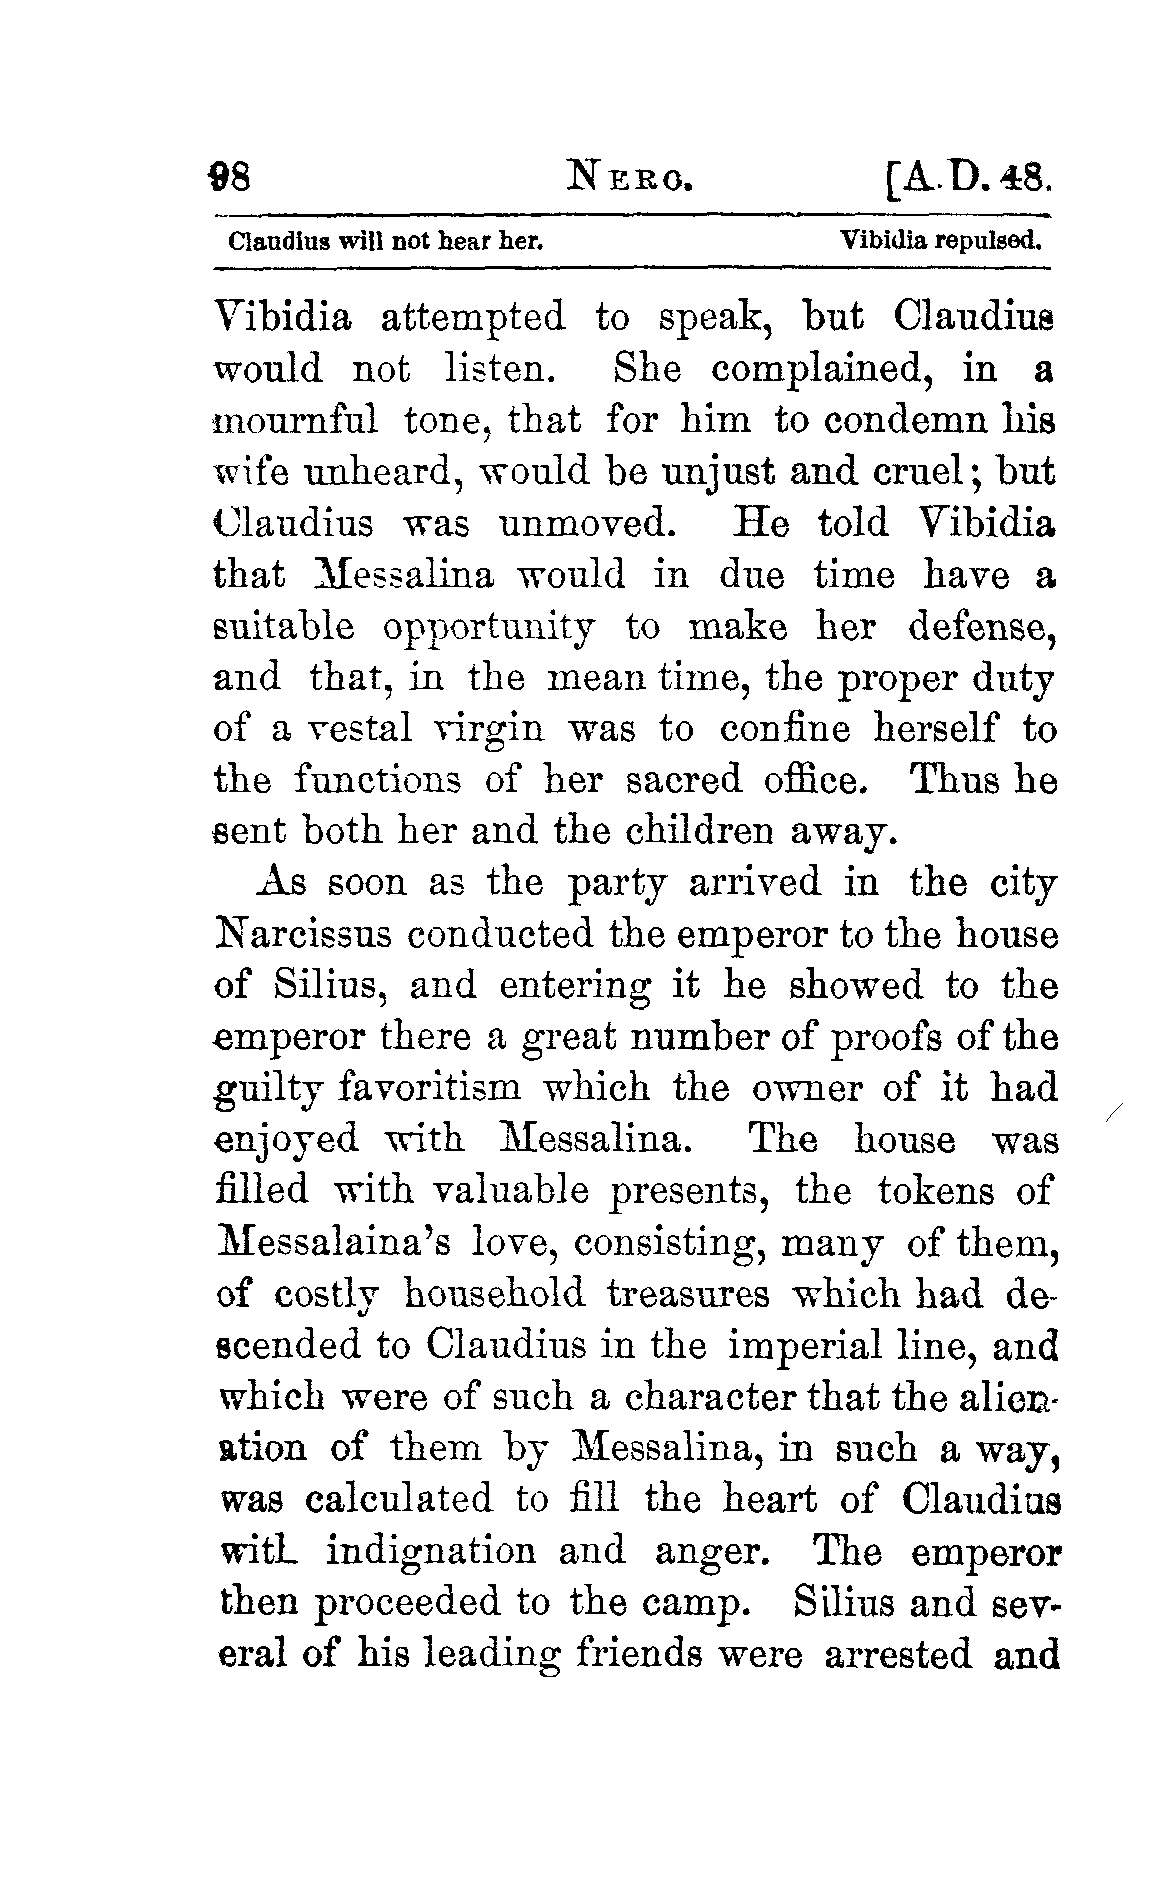 98 NERO. [A.D. 48.
Claudius will not hear her. Vibidia repulsed.
Vibidia attempted to speak, but Claudius
would not listen. She complained, in a
mournful tone, that for him to condemn his
wife unheard, would be unjust and cruel; but
Claudius was unmoved. He told Vibidia
that Messalina would in due time have a
suitable opportunity to make her defense,
and that, in the mean time, the proper duty
of a vestal virgin was to confine herself to
the functions of her sacred office. Thus he
sent both her and the children away.
As soon as the party arrived in the city
Narcissus conducted the emperor to the house
of Silius, and entering it he showed to the
emperor there a great number of proofs of the
guilty favoritism which the owner of it had
enjoyed with Messalina. The house was
filled with valuable presents, the tokens of
Messalaina's love, consisting, many of them,
of costly household treasures which had de-
scended to Claudius in the imperial line, and
which were of such a character that the alien-
ation of them by Messalina, in such a way,
was calculated to fill the heart of Claudius
with indignation and anger. The emperor
then proceeded to the camp. Silius and sev-
eral of his leading friends were arrested and